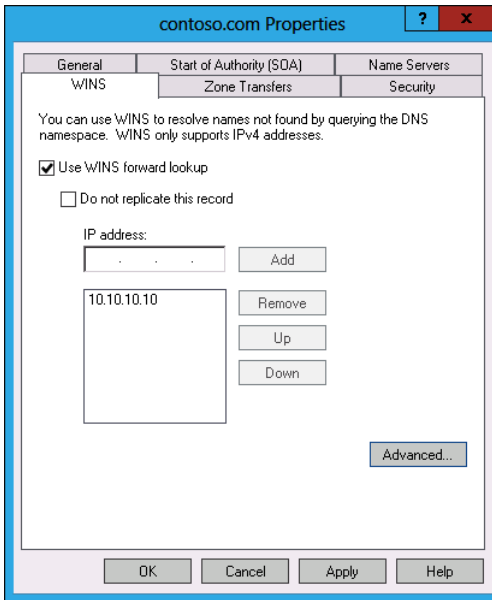 contoso.com Properties
?
x
General
Start of Authority (SOA)
Name Servers
WINS
Zone Transfers
Security
You can use WINS to resolve names not found by querying the DNS
namespace. WINS only supports IPv4 addresses.
Use WINS forward lookup
Do not replicate this record
IP address:
. . .
Add
10.10.10.10
Remove
Up
Down
Advanced...
OK
Cancel
Apply
Help